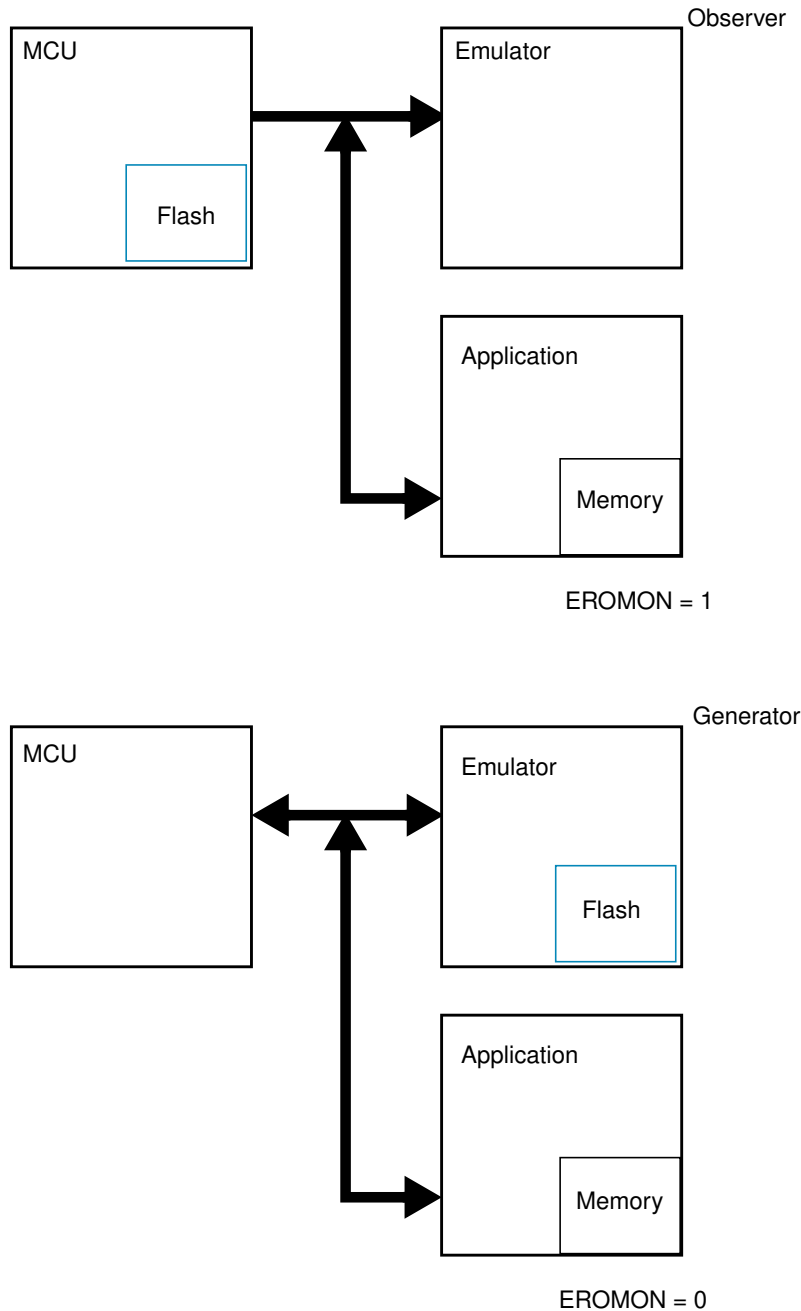 Observer
MCU
Emulator
Flash
Application
Memory
EROMON = 1
Generator
MCU
Emulator
Flash
Application
Memory
EROMON = 0